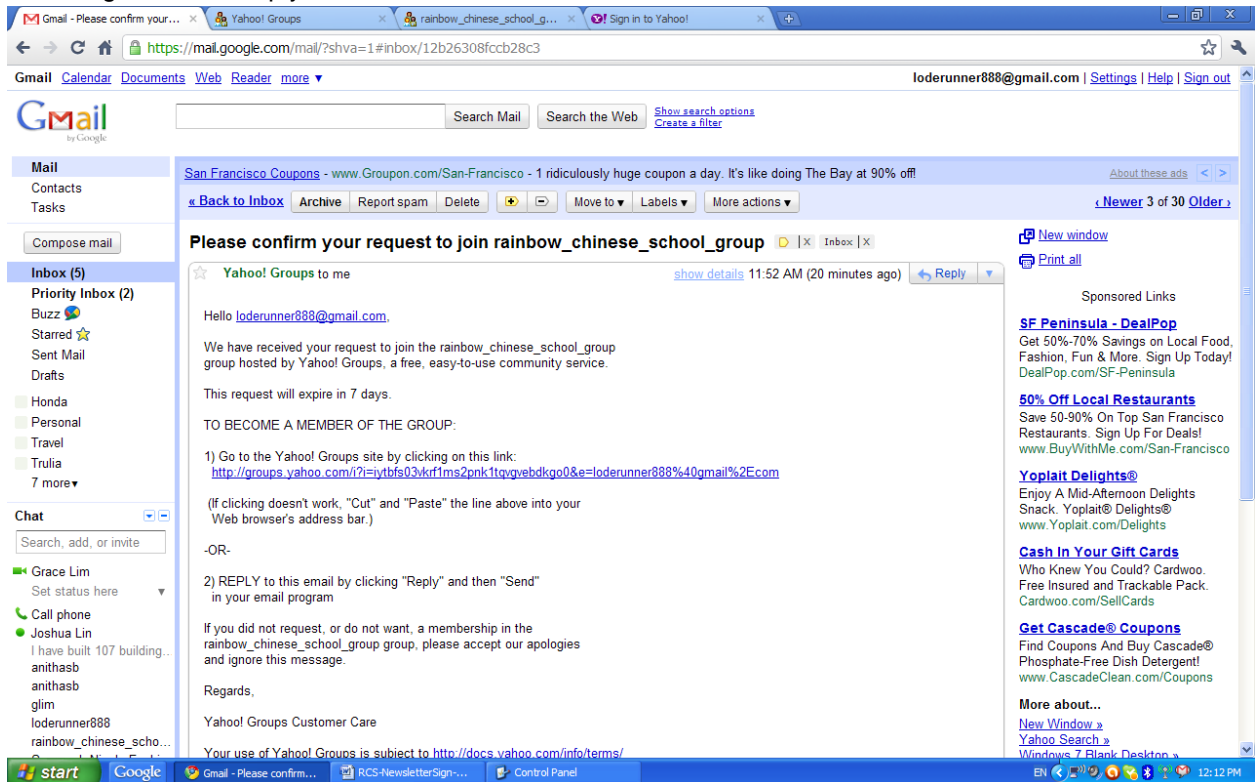 Gmail - Please confirm your...
Yahoo! Groups
rainbow_chinese_school_g...
Sign in to Yahoo!
https://mail.google.com/mail/?shva=1#inbox/12b26308fccb28c3
Gmail Calendar Documents Web Reader more ▼
loderunner888@gmail.com | Settings | Help | Sign out
Gmail
by Google
Search Mail
Search the Web
Show search options
Create a filter
Mail
Contacts
Tasks
Compose mail
Inbox (5)
Priority Inbox (2)
Buzz
Starred
Sent Mail
Drafts
Honda
Personal
Travel
Trulia
7 more▼
Chat
Search, add, or invite
Grace Lim
Set status here
Call phone
Joshua Lin
I have built 107 building...
anithasb
anithasb
glim
loderunner888
rainbow_chinese_scho...
San Francisco Coupons - www.Groupon.com/San-Francisco - 1 ridiculously huge coupon a day. It's like doing The Bay at 90% off!
About these ads < >
« Back to Inbox Archive Report spam Delete Move to ▼ Labels ▼ More actions ▼
‹ Newer 3 of 30 Older ›
Please confirm your request to join rainbow_chinese_school_group | X Inbox | X
Yahoo! Groups to me
show details 11:52 AM (20 minutes ago)
Reply
Hello loderunner888@gmail.com,
We have received your request to join the rainbow_chinese_school_group
group hosted by Yahoo! Groups, a free, easy-to-use community service.
This request will expire in 7 days.
TO BECOME A MEMBER OF THE GROUP:
1) Go to the Yahoo! Groups site by clicking on this link:
http://groups.yahoo.com/i?i=iytbfs03vkrf1ms2pnk1tqvgvebdkgo0&e=loderunner888%40gmail%2Ecom
(If clicking doesn't work, "Cut" and "Paste" the line above into your
Web browser's address bar.)
-OR-
2) REPLY to this email by clicking "Reply" and then "Send"
in your email program
If you did not request, or do not want, a membership in the
rainbow_chinese_school_group group, please accept our apologies
and ignore this message.
Regards,
Yahoo! Groups Customer Care
Your use of Yahoo! Groups is subject to http://docs.yahoo.com/info/terms/
New window
Print all
Sponsored Links
SF Peninsula - DealPop
Get 50%-70% Savings on Local Food,
Fashion, Fun & More. Sign Up Today!
DealPop.com/SF-Peninsula
50% Off Local Restaurants
Save 50-90% On Top San Francisco
Restaurants. Sign Up For Deals!
www.BuyWithMe.com/San-Francisco
Yoplait Delights®
Enjoy A Mid-Afternoon Delights
Snack. Yoplait® Delights®
www.Yoplait.com/Delights
Cash In Your Gift Cards
Who Knew You Could? Cardwoo.
Free Insured and Trackable Pack.
Cardwoo.com/SellCards
Get Cascade® Coupons
Find Coupons And Buy Cascade®
Phosphate-Free Dish Detergent!
www.CascadeClean.com/Coupons
More about...
New Window »
Yahoo Search »
Windows 7 Blank Desktop »
start
Google
Gmail - Please confirm...
RCS-NewsletterSign-...
Control Panel
EN
12:12 PM